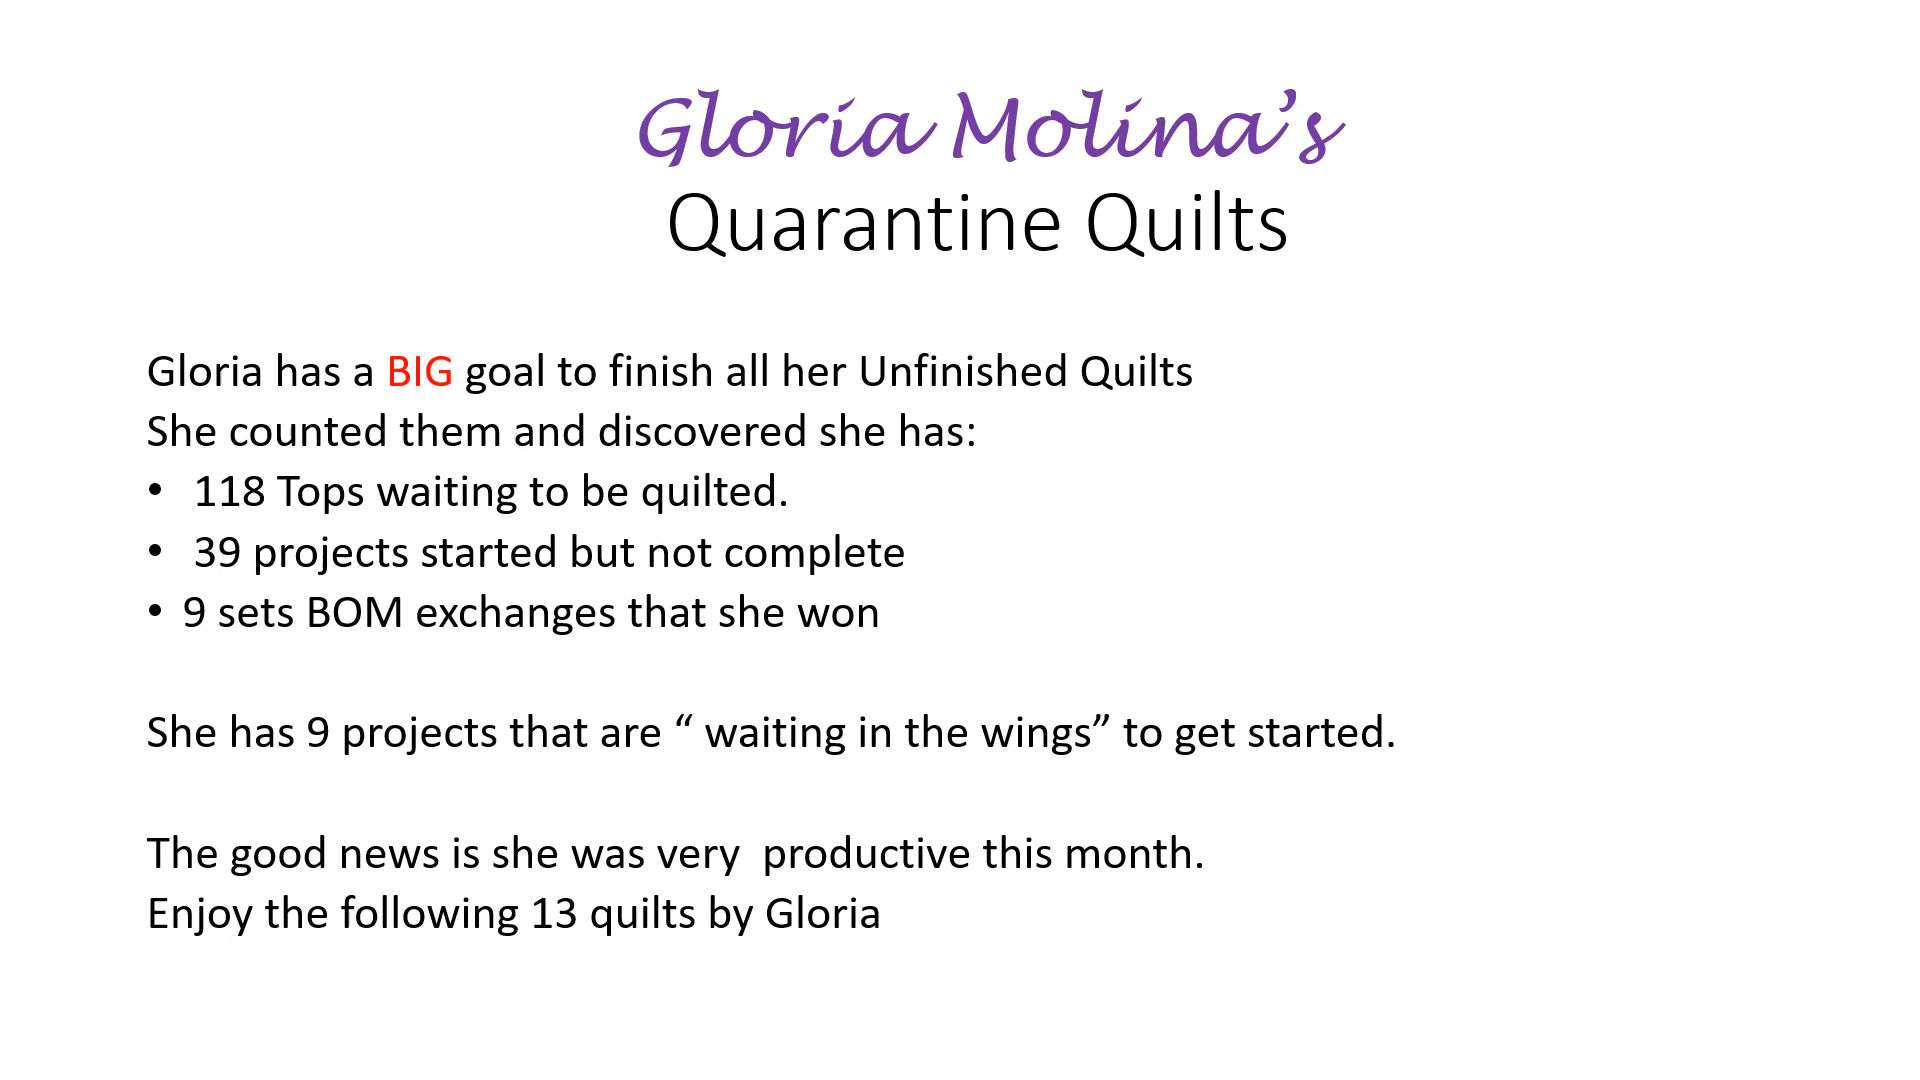 Gloria Molina’s
Quarantine Quilts
Gloria has a BIG goal to finish all her Unfinished Quilts
She counted them and discovered she has:
• 118 Tops waiting to be quilted.
• 39 projects started but not complete
• 9 sets BOM exchanges that she won
She has 9 projects that are “ waiting in the wings” to get started.
The good news is she was very  productive this month.
Enjoy the following 13 quilts by Gloria